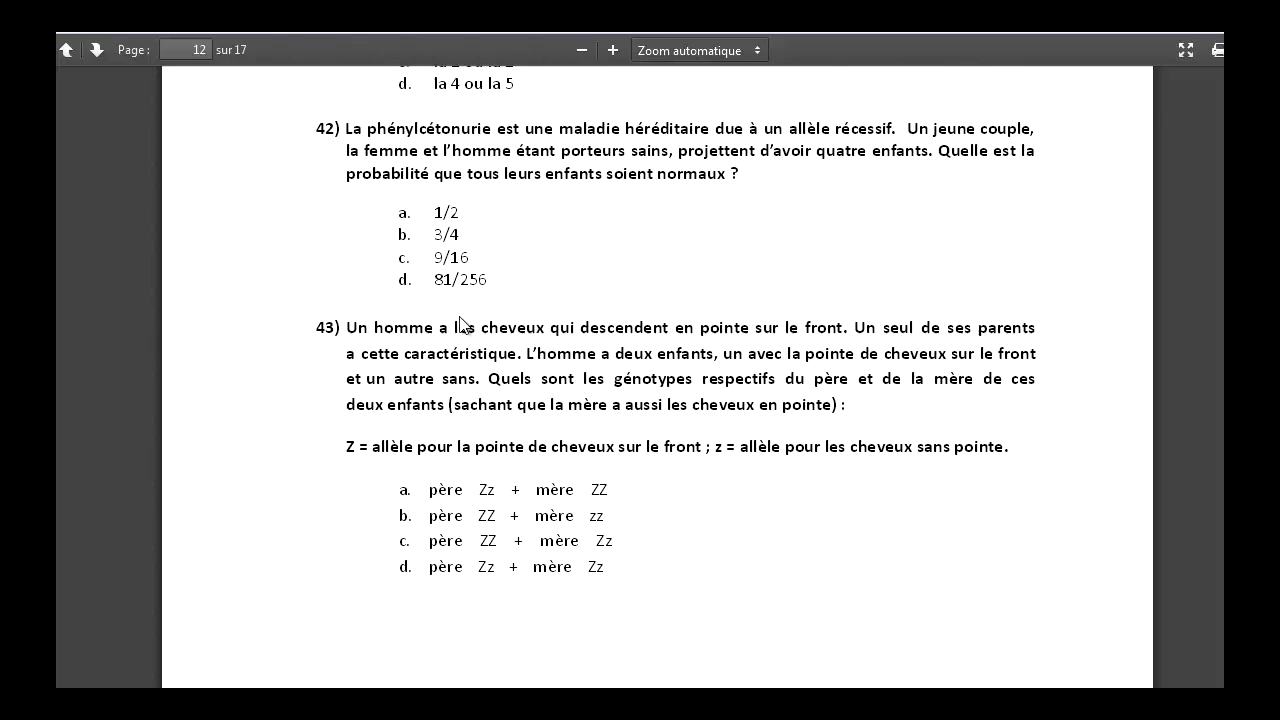 Page : 12 sur 17 − + Zoom automatique
d. la 4 ou la 5
42) La phénylcétonurie est une maladie héréditaire due à un allèle récessif. Un jeune couple,
la femme et l'homme étant porteurs sains, projettent d'avoir quatre enfants. Quelle est la
probabilité que tous leurs enfants soient normaux ?
a. 1/2
b. 3/4
c. 9/16
d. 81/256
43) Un homme a les cheveux qui descendent en pointe sur le front. Un seul de ses parents
a cette caractéristique. L'homme a deux enfants, un avec la pointe de cheveux sur le front
et un autre sans. Quels sont les génotypes respectifs du père et de la mère de ces
deux enfants (sachant que la mère a aussi les cheveux en pointe) :
Z = allèle pour la pointe de cheveux sur le front ; z = allèle pour les cheveux sans pointe.
a. père Zz + mère ZZ
b. père ZZ + mère zz
c. père ZZ + mère Zz
d. père Zz + mère Zz